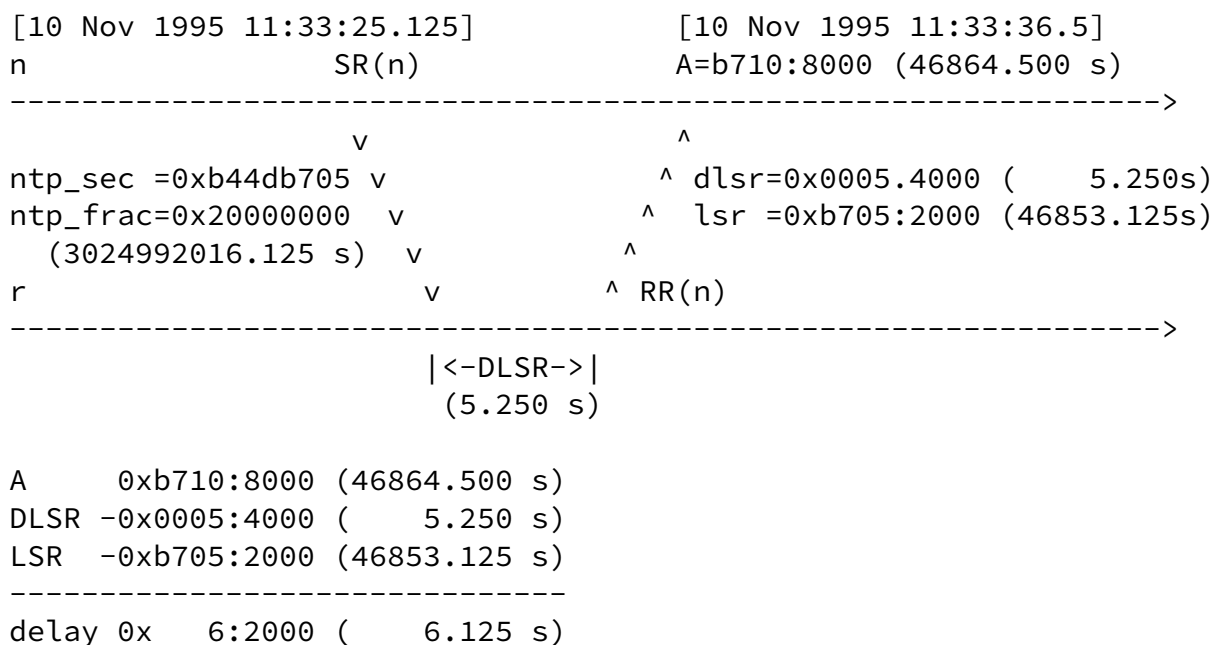 [10 Nov 1995 11:33:25.125]           [10 Nov 1995 11:33:36.5]
n                 SR(n)              A=b710:8000 (46864.500 s)
---------------------------------------------------------------->
                   v                 ^
ntp_sec =0xb44db705 v               ^ dlsr=0x0005.4000 (    5.250s)
ntp_frac=0x20000000  v             ^  lsr =0xb705:2000 (46853.125s)
  (3024992016.125 s)  v           ^
r                      v         ^ RR(n)
---------------------------------------------------------------->
                       |<-DLSR->|
                        (5.250 s)

A     0xb710:8000 (46864.500 s)
DLSR -0x0005:4000 (    5.250 s)
LSR  -0xb705:2000 (46853.125 s)
-------------------------------
delay 0x   6:2000 (    6.125 s)